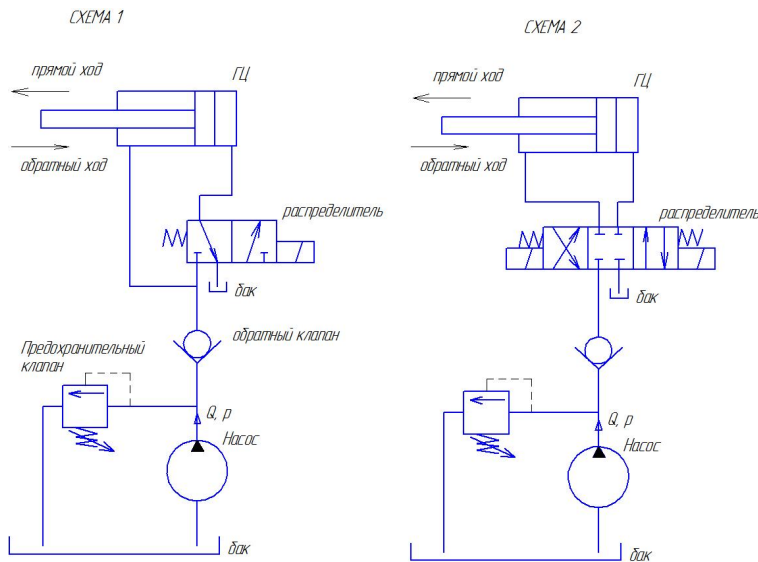 СХЕМА 1
прямой ход
ГЦ
обратный ход
распределитель
бак
обратный клапан
Предохранительный
клапан
Q, p
Насос
бак
СХЕМА 2
прямой ход
ГЦ
обратный ход
распределитель
бак
Q, p
Насос
бак